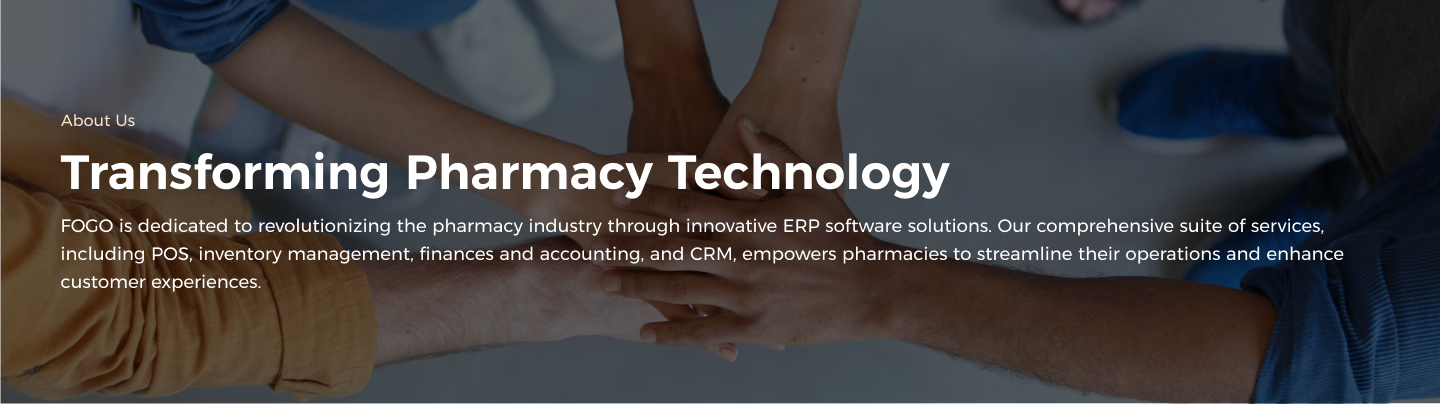 About Us
Transforming Pharmacy Technology
FOGO is dedicated to revolutionizing the pharmacy industry through innovative ERP software solutions. Our comprehensive suite of services,
including POS, inventory management, finances and accounting, and CRM, empowers pharmacies to streamline their operations and enhance
customer experiences.